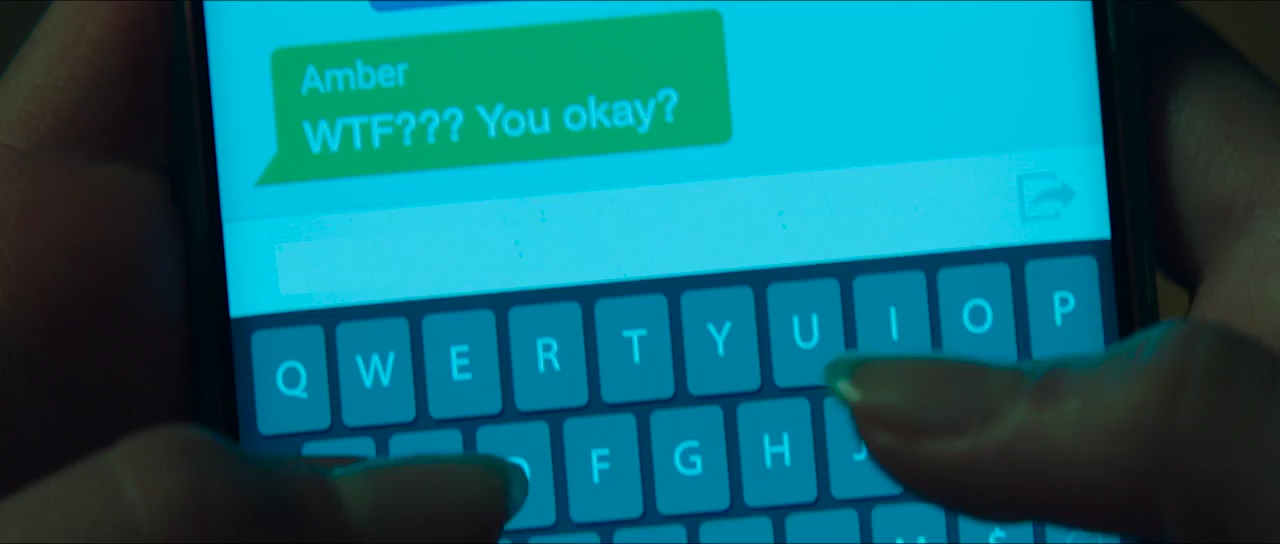 Amber
WTF??? You okay?
Q W E R T Y U I O P
D F G H J
M